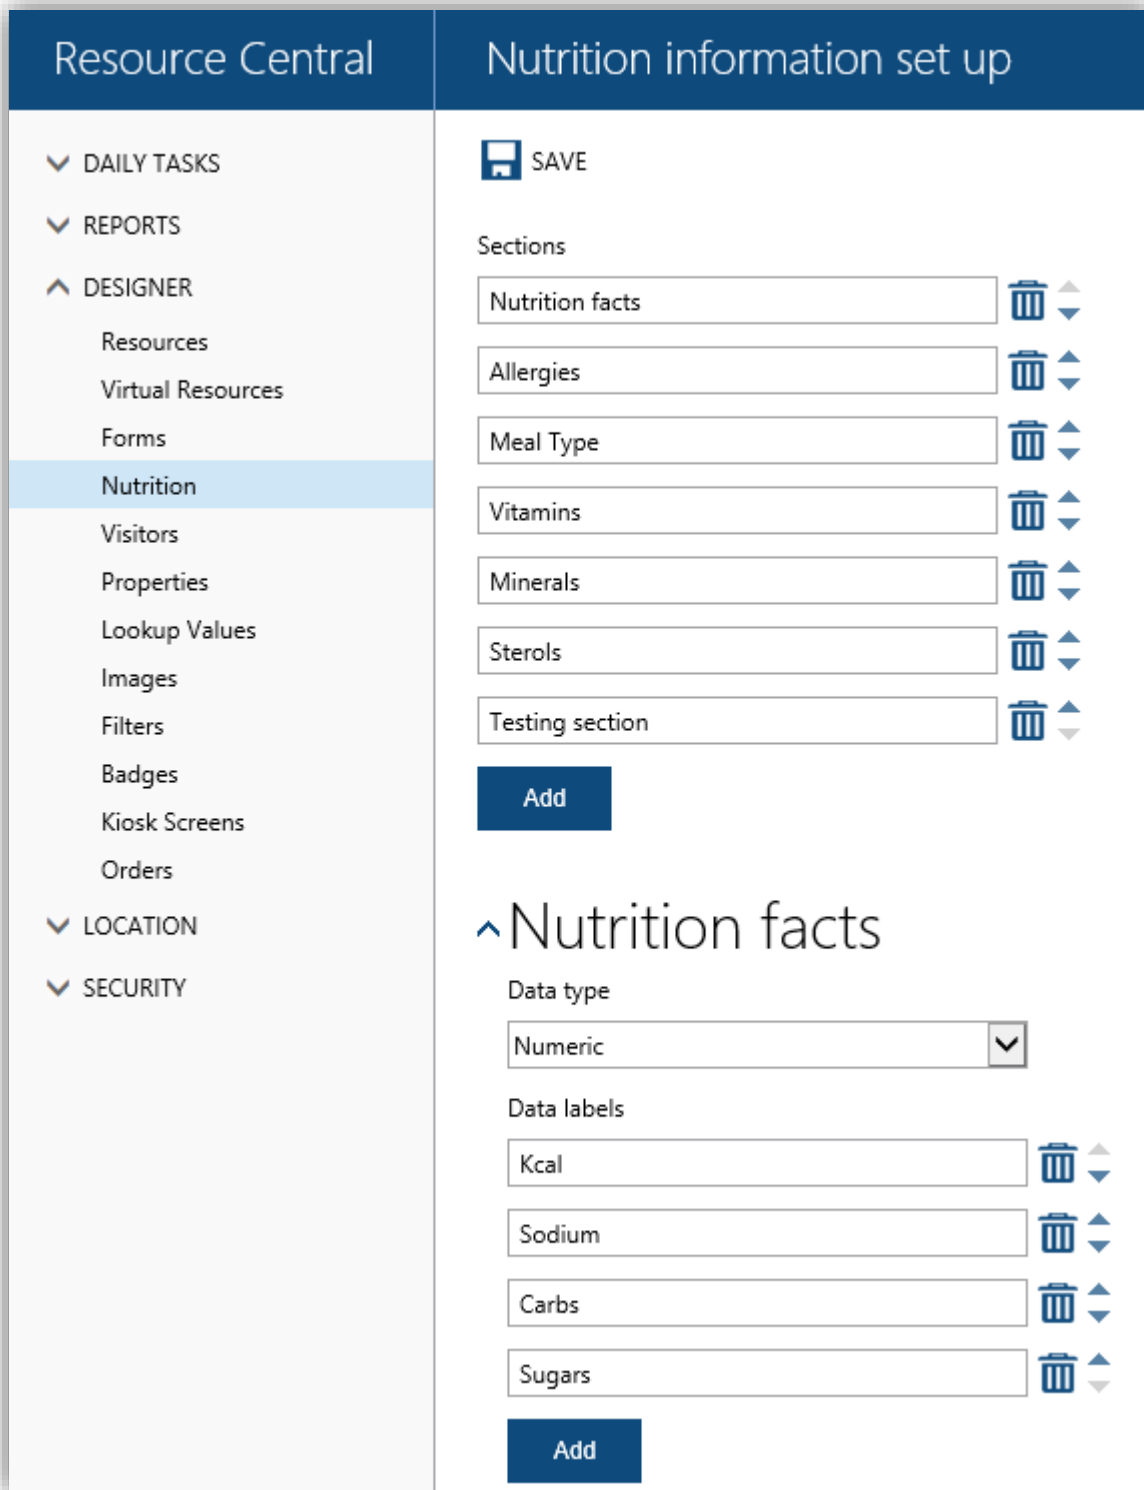 Resource Central
Nutrition information set up
DAILY TASKS
REPORTS
DESIGNER
Resources
Virtual Resources
Forms
Nutrition
Visitors
Properties
Lookup Values
Images
Filters
Badges
Kiosk Screens
Orders
LOCATION
SECURITY
SAVE
Sections
Nutrition facts
Allergies
Meal Type
Vitamins
Minerals
Sterols
Testing section
Add
Nutrition facts
Data type
Numeric
Data labels
Kcal
Sodium
Carbs
Sugars
Add